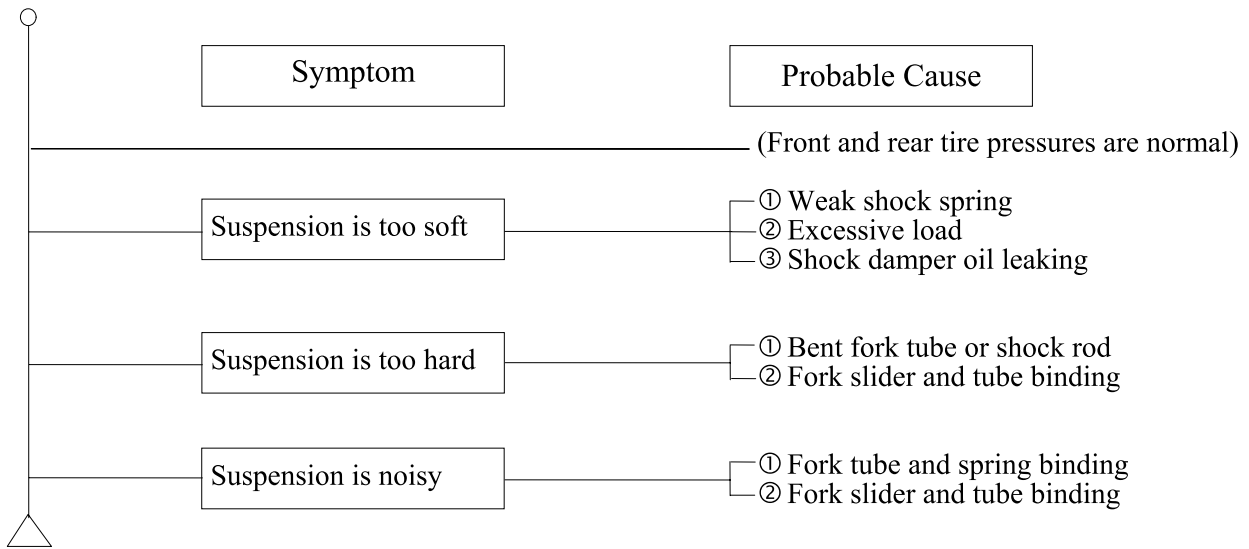 Symptom
Probable Cause
(Front and rear tire pressures are normal)
Suspension is too soft
① Weak shock spring
② Excessive load
③ Shock damper oil leaking
Suspension is too hard
① Bent fork tube or shock rod
② Fork slider and tube binding
Suspension is noisy
① Fork tube and spring binding
② Fork slider and tube binding